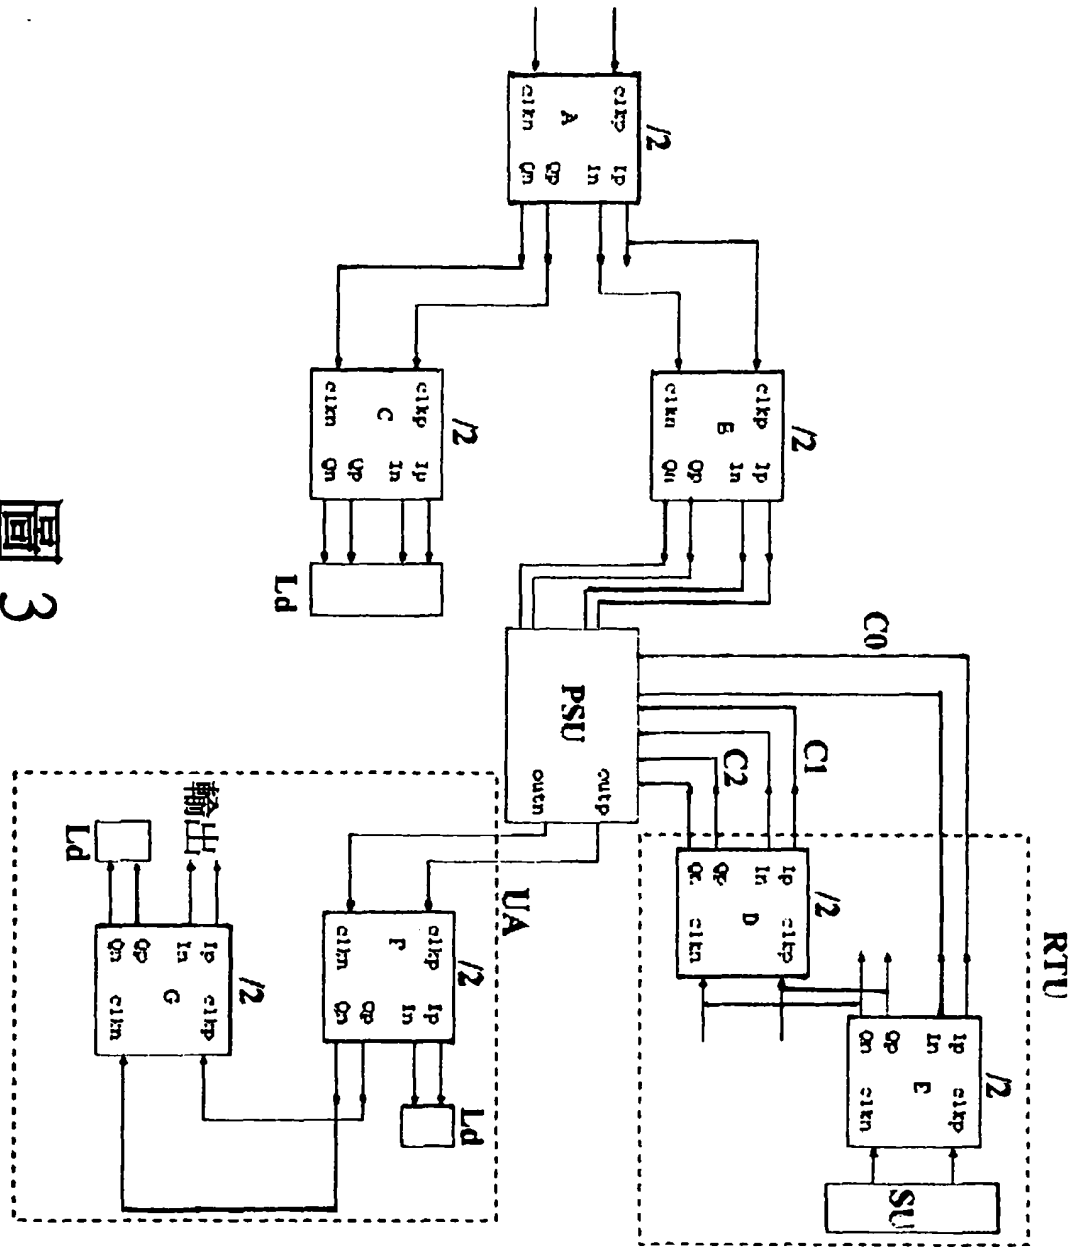 /2
clkp
clkn
A
Ip
In
Qp
Qn
/2
clkp
clkn
B
Ip
In
Qp
Qn
/2
clkp
clkn
C
Ip
In
Qp
Qn
Ld
PSU
outp
outn
C0
C1
C2
RTU
/2
Ip
In
Qp
Qn
D
clkp
clkn
/2
Ip
In
Qp
Qn
E
clkp
clkn
SU
UA
/2
clkp
clkn
F
Ip
In
Qp
Qn
Ld
/2
Ip
In
Qp
Qn
G
clkp
clkn
輸出
Ld
圖 3